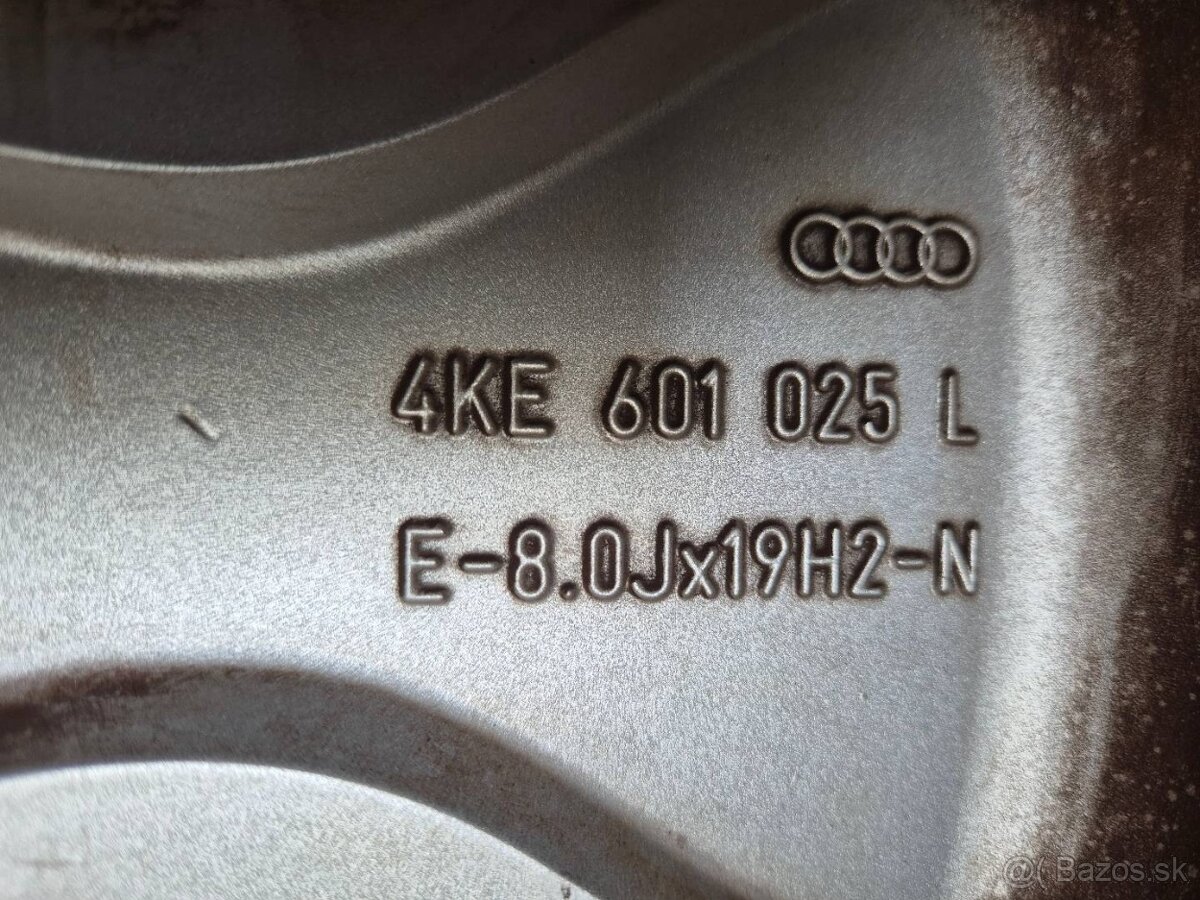 4KE 601 025 L
E-8.0Jx19H2-N
@( Bazos.sk